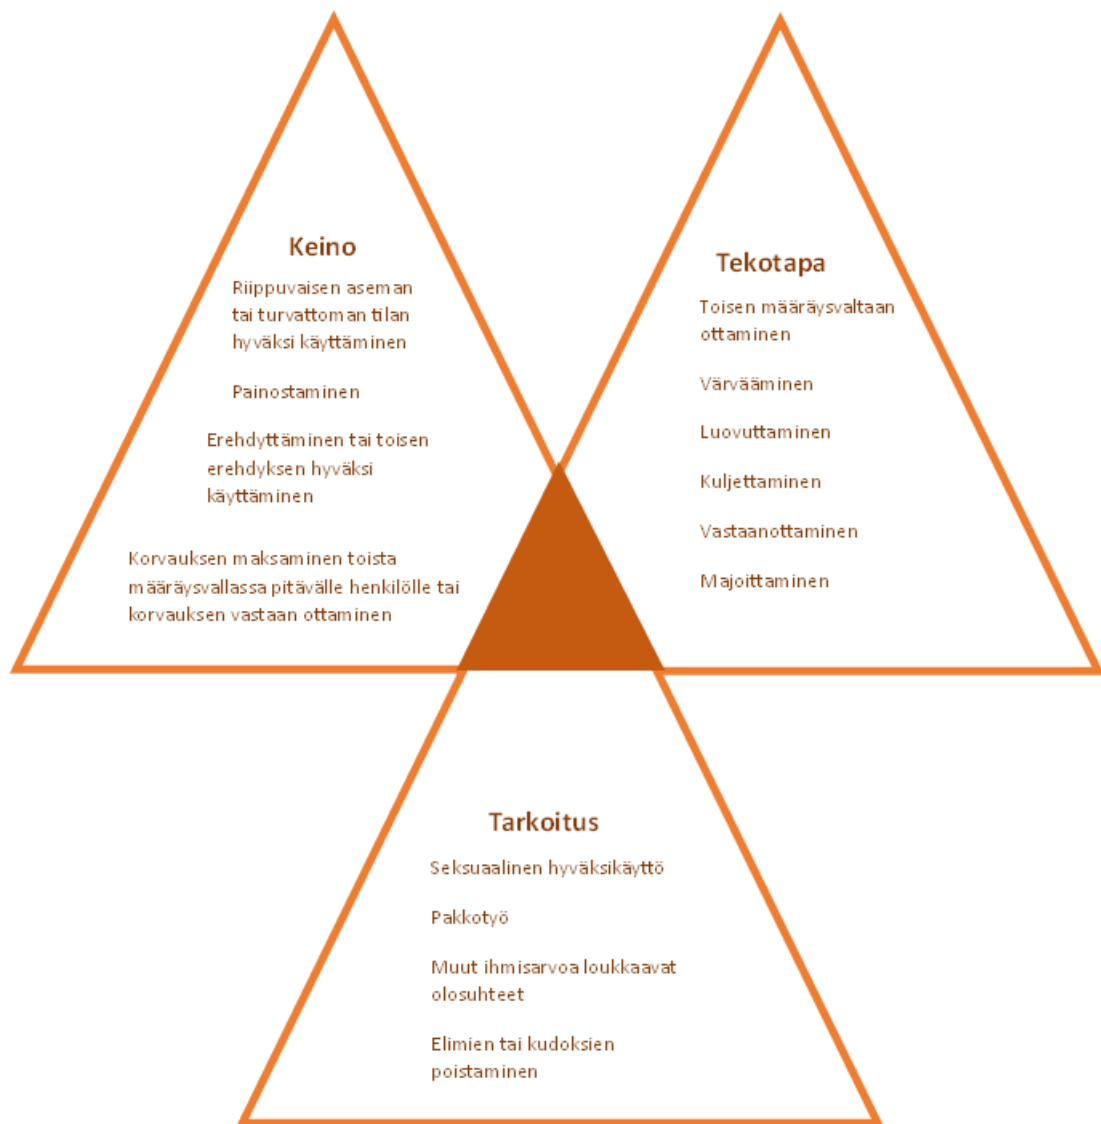 Keino
Riippuvaisen aseman
tai turvattoman tilan
hyväksi käyttäminen
Painostaminen
Erehdyttäminen tai toisen
erehdyksen hyväksi
käyttäminen
Korvauksen maksaminen toista
määräysvallassa pitävälle henkilölle tai
korvauksen vastaan ottaminen
Tekotapa
Toisen määräysvaltaan
ottaminen
Värvääminen
Luovuttaminen
Kuljettaminen
Vastaanottaminen
Majoittaminen
Tarkoitus
Seksuaalinen hyväksikäyttö
Pakkotyö
Muut ihmisarvoa loukkaavat
olosuhteet
Elimien tai kudoksien
poistaminen